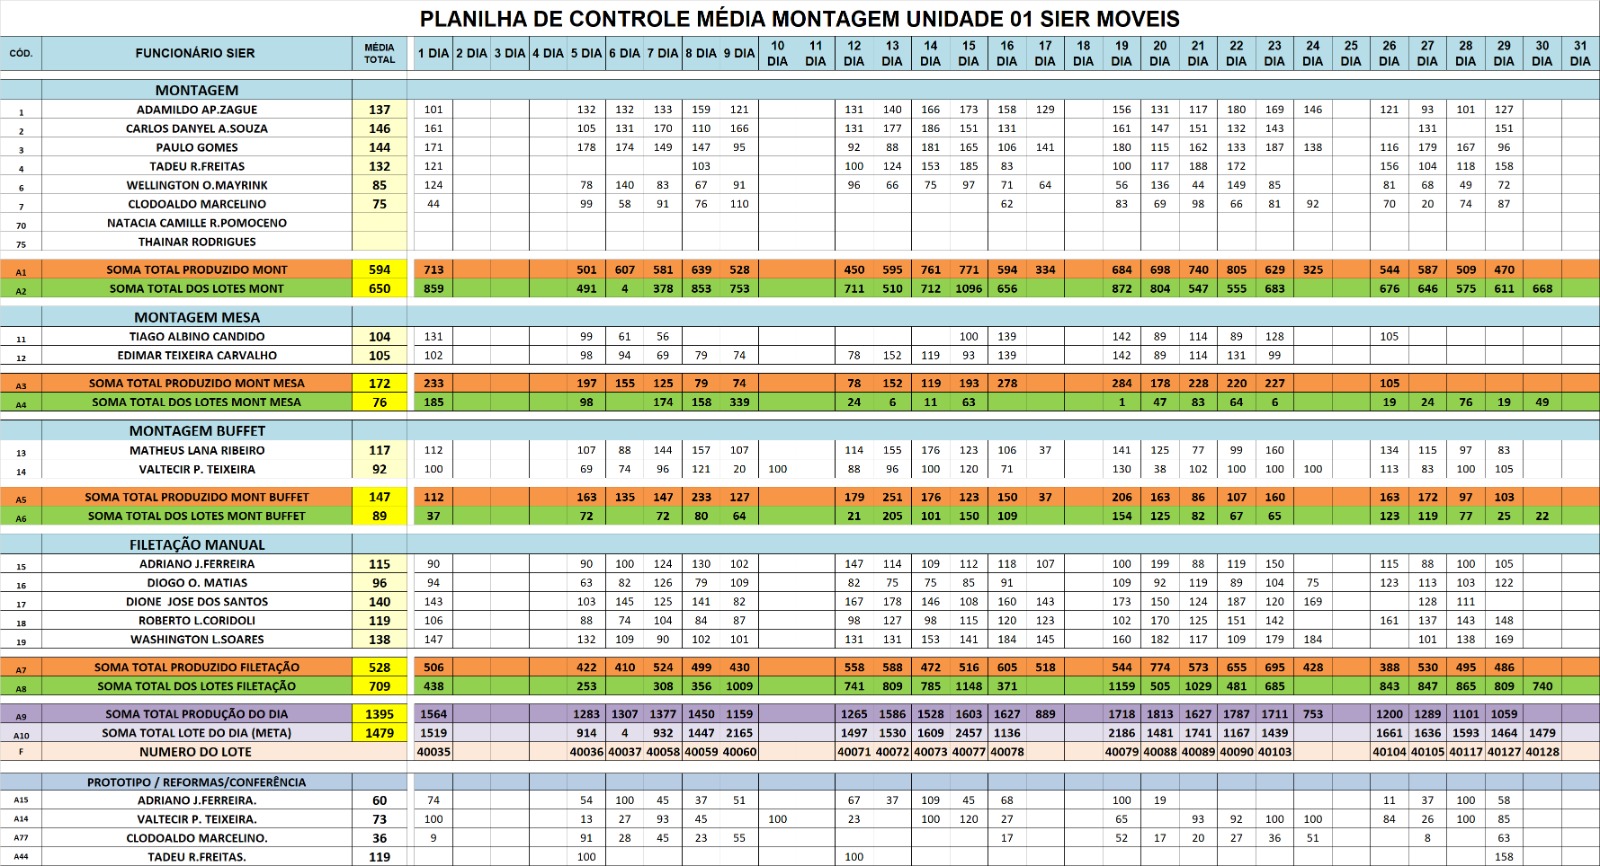 PLANILHA DE CONTROLE MÉDIA MONTAGEM UNIDADE 01 SIER MOVEIS
CÓD. FUNCIONÁRIO SIER MÉDIA TOTAL 1 DIA 2 DIA 3 DIA 4 DIA 5 DIA 6 DIA 7 DIA 8 DIA 9 DIA 10 DIA 11 DIA 12 DIA 13 DIA 14 DIA 15 DIA 16 DIA 17 DIA 18 DIA 19 DIA 20 DIA 21 DIA 22 DIA 23 DIA 24 DIA 25 DIA 26 DIA 27 DIA 28 DIA 29 DIA 30 DIA 31 DIA
MONTAGEM
1 ADAMILDO AP.ZAGUE 137 101 132 132 133 159 121 131 140 166 173 158 129 156 131 117 180 169 146 121 93 101 127
2 CARLOS DANYEL A.SOUZA 146 161 105 131 170 110 166 131 177 186 151 131 161 147 151 132 143 131 151
3 PAULO GOMES 144 171 178 174 149 147 95 92 88 181 165 106 141 180 115 162 133 187 138 116 179 167 96
4 TADEU R.FREITAS 132 121 103 100 124 153 185 83 100 117 188 172 156 104 118 158
6 WELLINGTON O.MAYRINK 85 124 78 140 83 67 91 96 66 75 97 71 64 56 136 44 149 85 81 68 49 72
7 CLODOALDO MARCELINO 75 44 99 58 91 76 110 62 83 69 98 66 81 92 70 20 74 87
70 NATACIA CAMILLE R.POMOCENO
75 THAINAR RODRIGUES
A1 SOMA TOTAL PRODUZIDO MONT 594 713 501 607 581 639 528 450 595 761 771 594 334 684 698 740 805 629 325 544 587 509 470
A2 SOMA TOTAL DOS LOTES MONT 650 859 491 4 378 853 753 711 510 712 1096 656 872 804 547 555 683 676 646 575 611 668
MONTAGEM MESA
11 TIAGO ALBINO CANDIDO 104 131 99 61 56 100 139 142 89 114 89 128 105
12 EDIMAR TEIXEIRA CARVALHO 105 102 98 94 69 79 74 78 152 119 93 139 142 89 114 131 99
A3 SOMA TOTAL PRODUZIDO MONT MESA 172 233 197 155 125 79 74 78 152 119 193 278 284 178 228 220 227 105
A4 SOMA TOTAL DOS LOTES MONT MESA 76 185 98 174 158 339 24 6 11 63 1 47 83 64 6 19 24 76 19 49
MONTAGEM BUFFET
13 MATHEUS LANA RIBEIRO 117 112 107 88 144 157 107 114 155 176 123 106 37 141 125 77 99 160 134 115 97 83
14 VALTECIR P. TEIXEIRA 92 100 69 74 96 121 20 100 88 96 100 120 71 130 38 102 100 100 100 113 83 100 105
A5 SOMA TOTAL PRODUZIDO MONT BUFFET 147 112 163 135 147 233 127 179 251 176 123 150 37 206 163 86 107 160 163 172 97 103
A6 SOMA TOTAL DOS LOTES MONT BUFFET 89 37 72 72 80 64 21 205 101 150 109 154 125 82 67 65 123 119 77 25 22
FILETAÇÃO MANUAL
15 ADRIANO J.FERREIRA 115 90 90 100 124 130 102 147 114 109 112 118 107 100 199 88 119 150 115 88 100 105
16 DIOGO O. MATIAS 96 94 63 82 126 79 109 82 75 75 85 91 109 92 119 89 104 75 123 113 103 122
17 DIONE JOSE DOS SANTOS 140 143 103 145 125 141 82 167 178 146 108 160 143 173 150 124 187 120 169 128 111
18 ROBERTO L.CORIDOLI 119 106 88 74 104 84 87 98 127 98 115 120 123 102 170 125 151 142 161 137 143 148
19 WASHINGTON L.SOARES 138 147 132 109 90 102 101 131 131 153 141 184 145 160 182 117 109 179 184 101 138 169
A7 SOMA TOTAL PRODUZIDO FILETAÇÃO 528 506 422 410 524 499 430 558 588 472 516 605 518 544 774 573 655 695 428 388 530 495 486
A8 SOMA TOTAL DOS LOTES FILETAÇÃO 709 438 253 308 356 1009 741 809 785 1148 371 1159 505 1029 481 685 843 847 865 809 740
A9 SOMA TOTAL PRODUÇÃO DO DIA 1395 1564 1283 1307 1377 1450 1159 1265 1586 1528 1603 1627 889 1718 1813 1627 1787 1711 753 1200 1289 1101 1059
A10 SOMA TOTAL LOTE DO DIA (META) 1479 1519 914 4 932 1447 2165 1497 1530 1609 2457 1136 2186 1481 1741 1167 1439 1661 1636 1593 1464 1479
F NUMERO DO LOTE 40035 40036 40037 40058 40059 40060 40071 40072 40073 40077 40078 40079 40088 40089 40090 40103 40104 40105 40117 40127 40128
PROTOTIPO / REFORMAS/CONFERÊNCIA
A15 ADRIANO J.FERREIRA. 60 74 54 100 45 37 51 67 37 109 45 68 100 19 11 37 100 58
A14 VALTECIR P. TEIXEIRA. 73 100 13 27 93 45 100 23 100 120 27 65 93 92 100 100 84 26 100 85
A77 CLODOALDO MARCELINO. 36 9 91 28 45 23 55 17 52 17 20 27 36 51 8 63
A44 TADEU R.FREITAS. 119 100 100 158